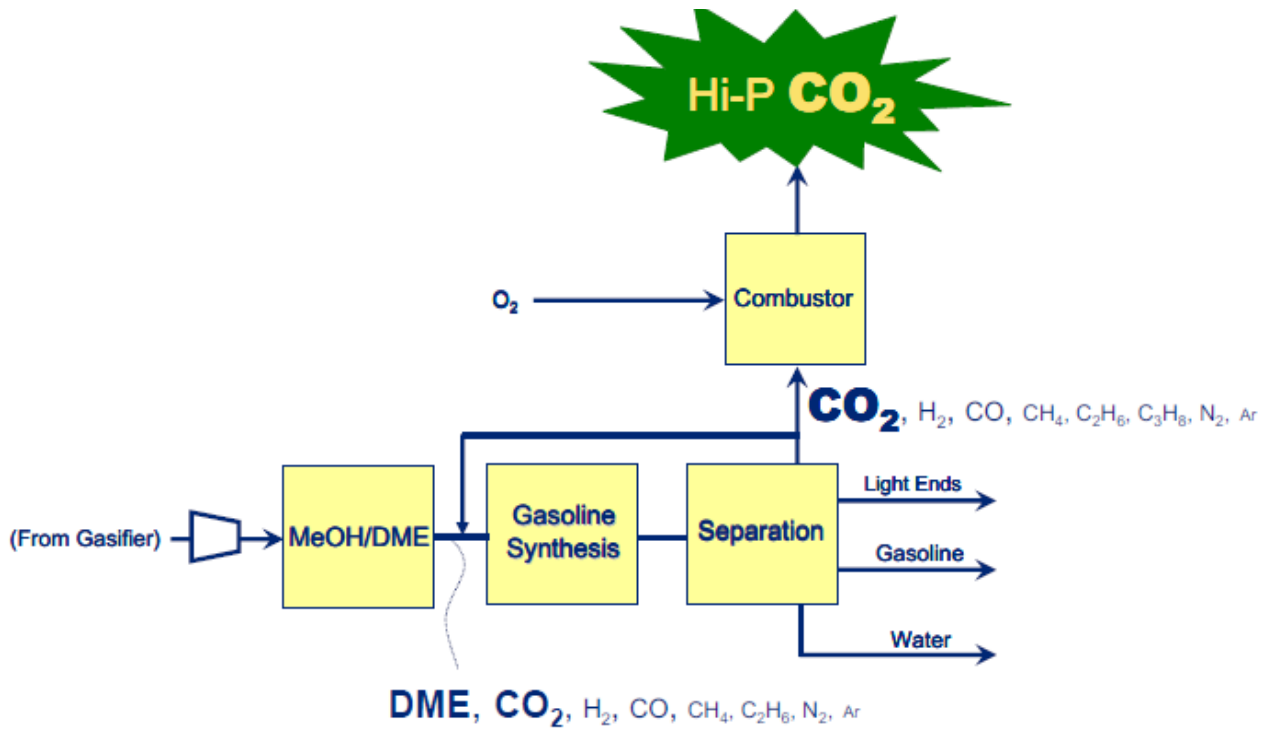 Hi-P CO₂
O₂
Combustor
CO₂, H₂, CO, CH₄, C₂H₆, C₃H₈, N₂, Ar
(From Gasifier)
MeOH/DME
Gasoline
Synthesis
Separation
Light Ends
Gasoline
Water
DME, CO₂, H₂, CO, CH₄, C₂H₆, N₂, Ar